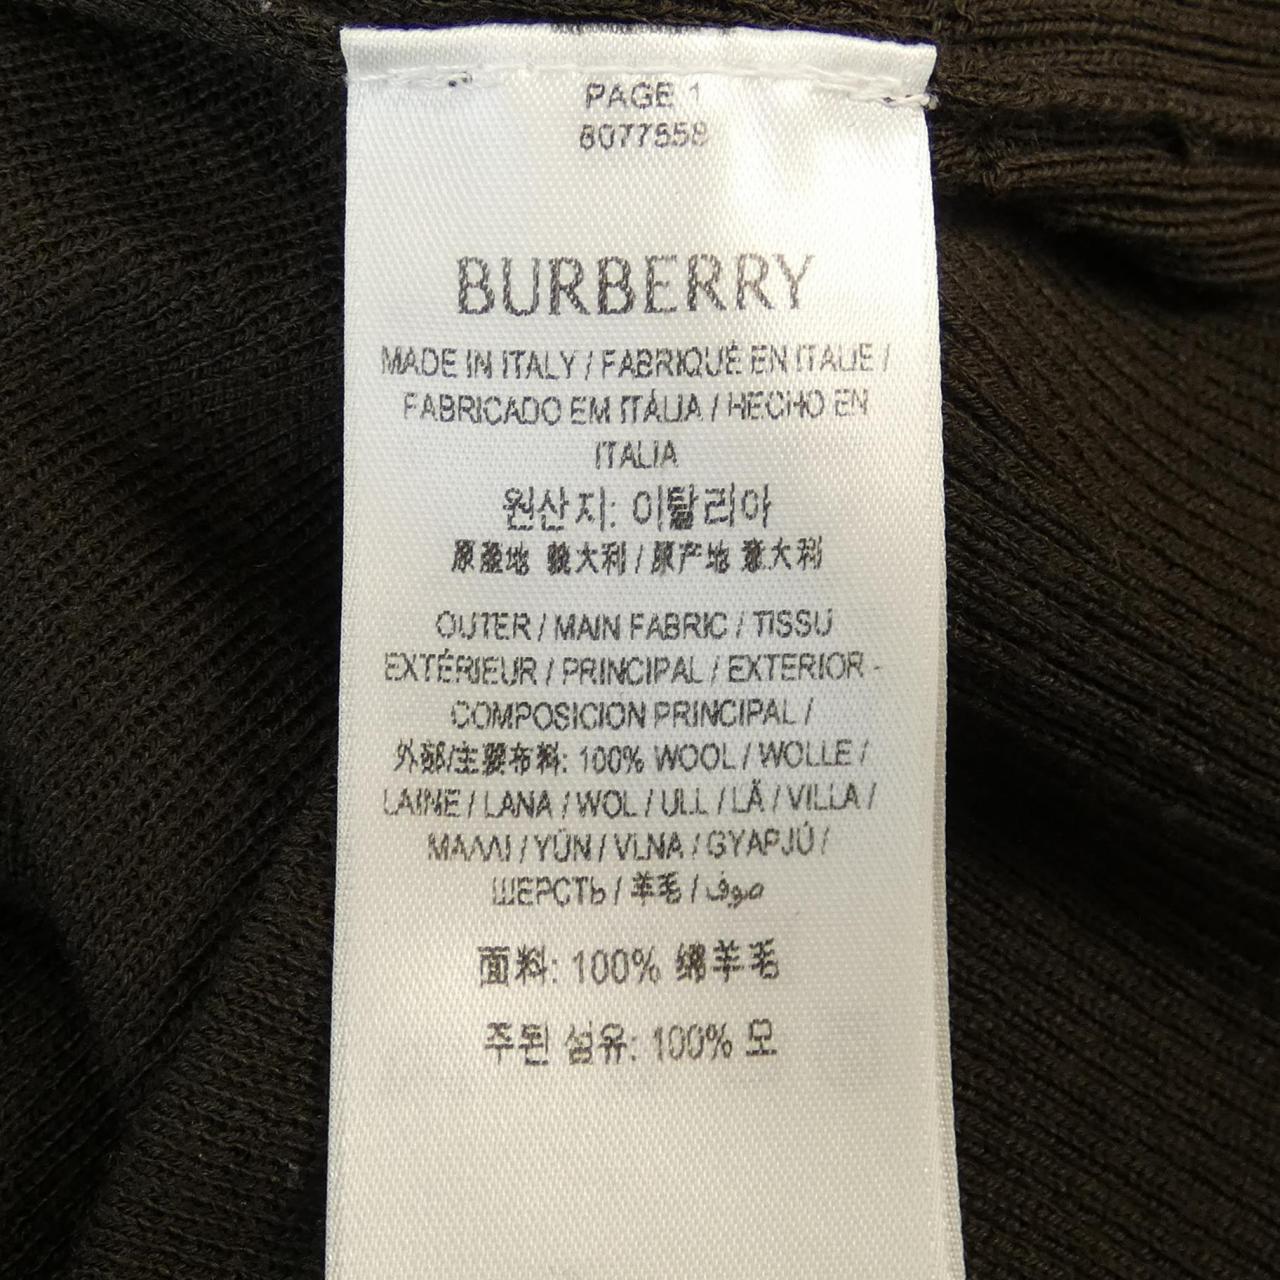 PAGE 1
8077558
BURBERRY
MADE IN ITALY / FABRIQUÉ EN ITALIE /
FABRICADO EM ITÁLIA / HECHO EN
ITALIA
원산지: 이탈리아
原產地 義大利 / 原产地 意大利
OUTER / MAIN FABRIC / TISSU
EXTÉRIEUR / PRINCIPAL / EXTERIOR -
COMPOSICION PRINCIPAL /
外部/主要布料: 100% WOOL / WOLLE /
LAINE / LANA / WOL / ULL / LÃ / VILLA /
ΜΑΛΛΙ / YÜN / VLNA / GYAPJÚ /
ШЕРСТЬ / 羊毛 / صوف
面料: 100% 绵羊毛
주된 섬유: 100% 모